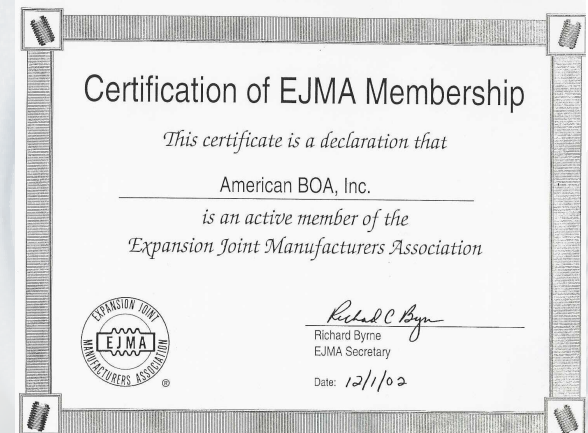 Certification of EJMA Membership
This certificate is a declaration that
American BOA, Inc.
is an active member of the
Expansion Joint Manufacturers Association
EXPANSION JOINT
EJMA
MANUFACTURERS ASSOCIATION
®
Richard C Byrne
Richard Byrne
EJMA Secretary
Date: 12/1/02